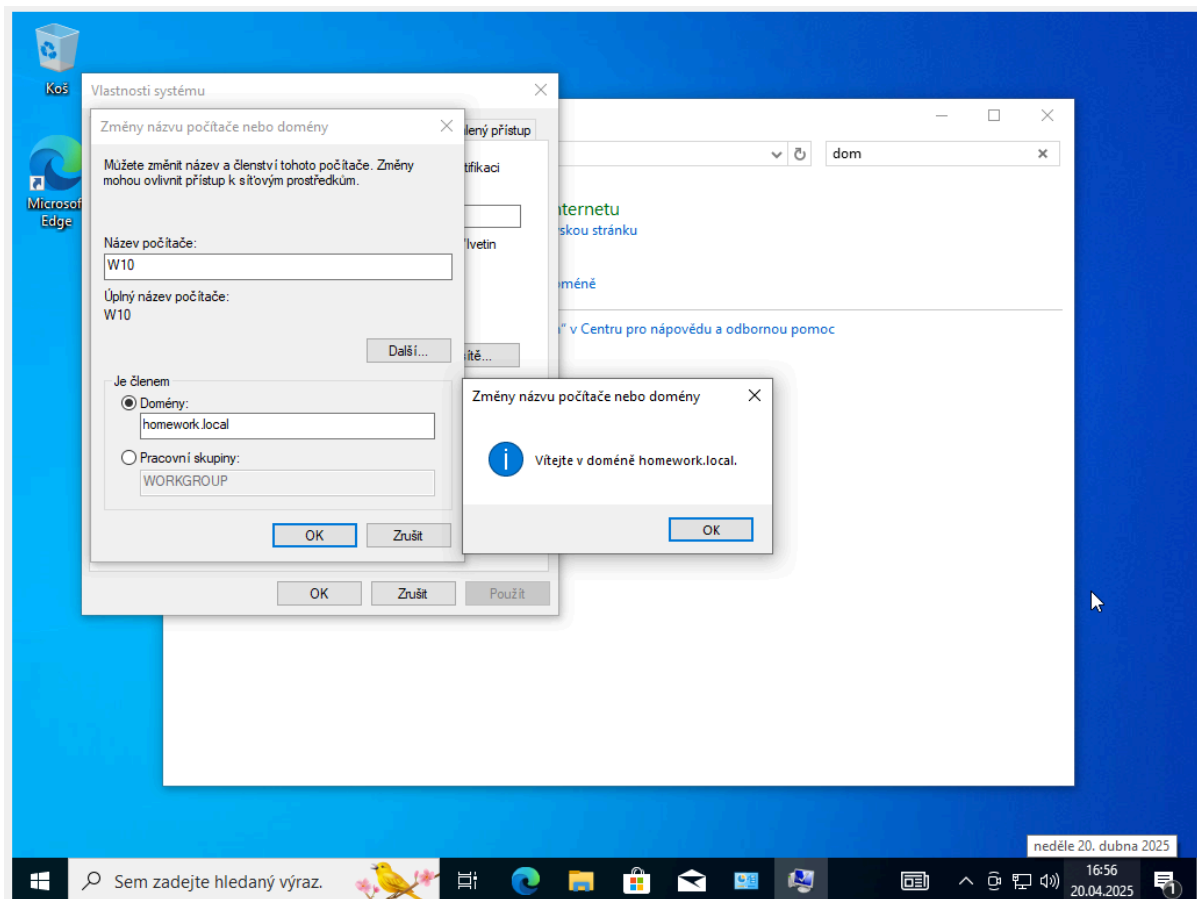 Koš
Microsof
Edge
Vlastnosti systému
Změny názvu počítače nebo domény
Můžete změnit název a členství tohoto počítače. Změny
mohou ovlivnit přístup k síťovým prostředkům.
Název počítače:
W10
Úplný název počítače:
W10
Další...
Je členem
Domény:
homework.local
Pracovní skupiny:
WORKGROUP
OK
Zrušit
lený přístup
tifikaci
lvetin
ítě...
OK
Zrušit
Použít
Změny názvu počítače nebo domény
Vítejte v doméně homework.local.
OK
dom
nternetu
skou stránku
oméně
" v Centru pro nápovědu a odbornou pomoc
neděle 20. dubna 2025
Sem zadejte hledaný výraz.
16:56
20.04.2025
1